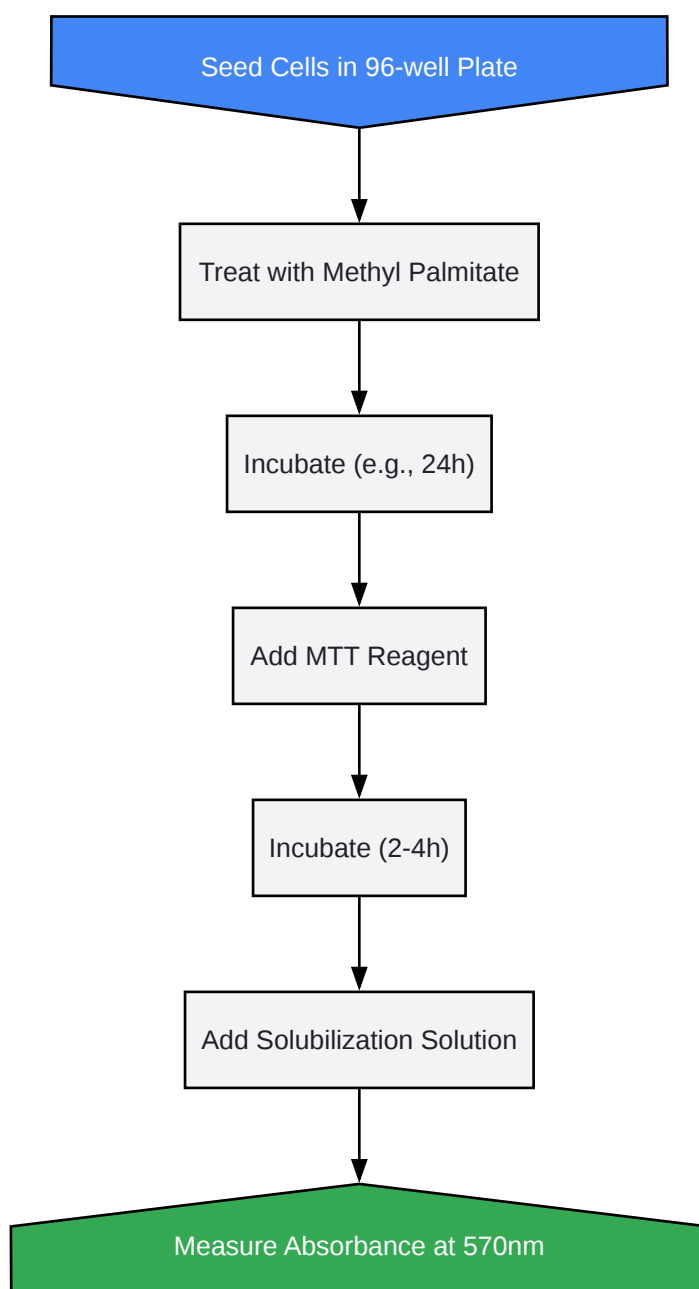 Seed Cells in 96-well Plate
Treat with Methyl Palmitate
Incubate (e.g., 24h)
Add MTT Reagent
Incubate (2-4h)
Add Solubilization Solution
Measure Absorbance at 570nm